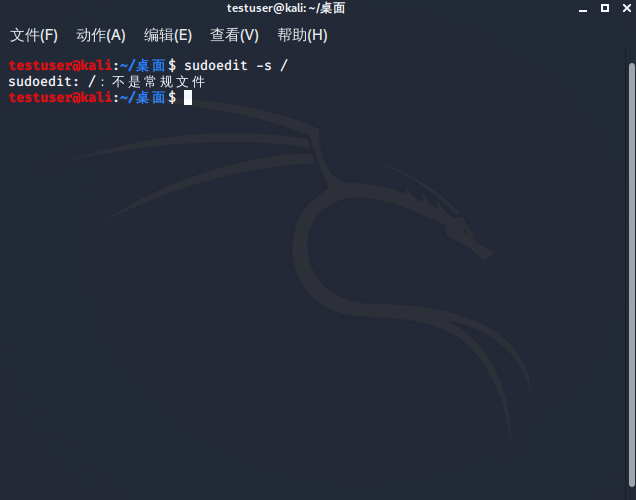 testuser@kali: ~/桌面
文件(F) 动作(A) 编辑(E) 查看(V) 帮助(H)
testuser@kali:~/桌面$ sudoedit -s /
sudoedit: /：不是常规文件
testuser@kali:~/桌面$